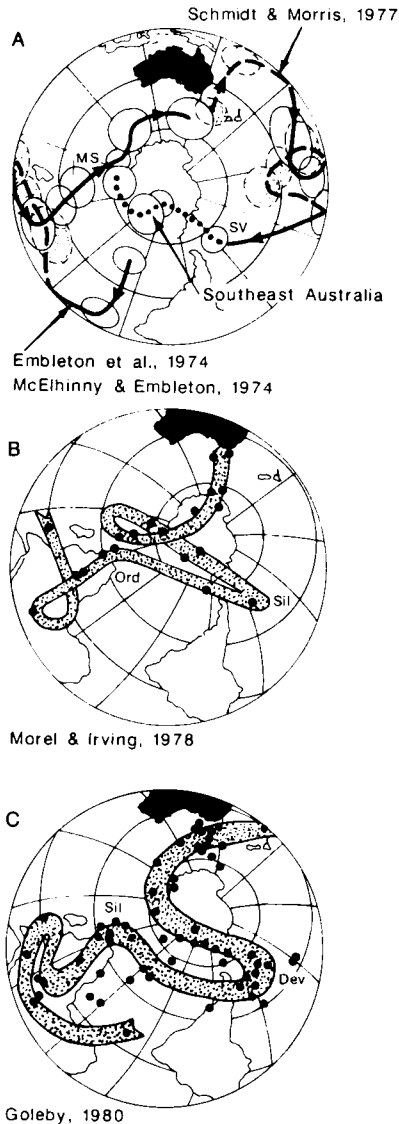 Schmidt & Morris, 1977
A
MS
SV
Southeast Australia
Embleton et al., 1974
McElhinny & Embleton, 1974
B
Ord
Sil
Morel & Irving, 1978
C
Sil
Dev
Goleby, 1980